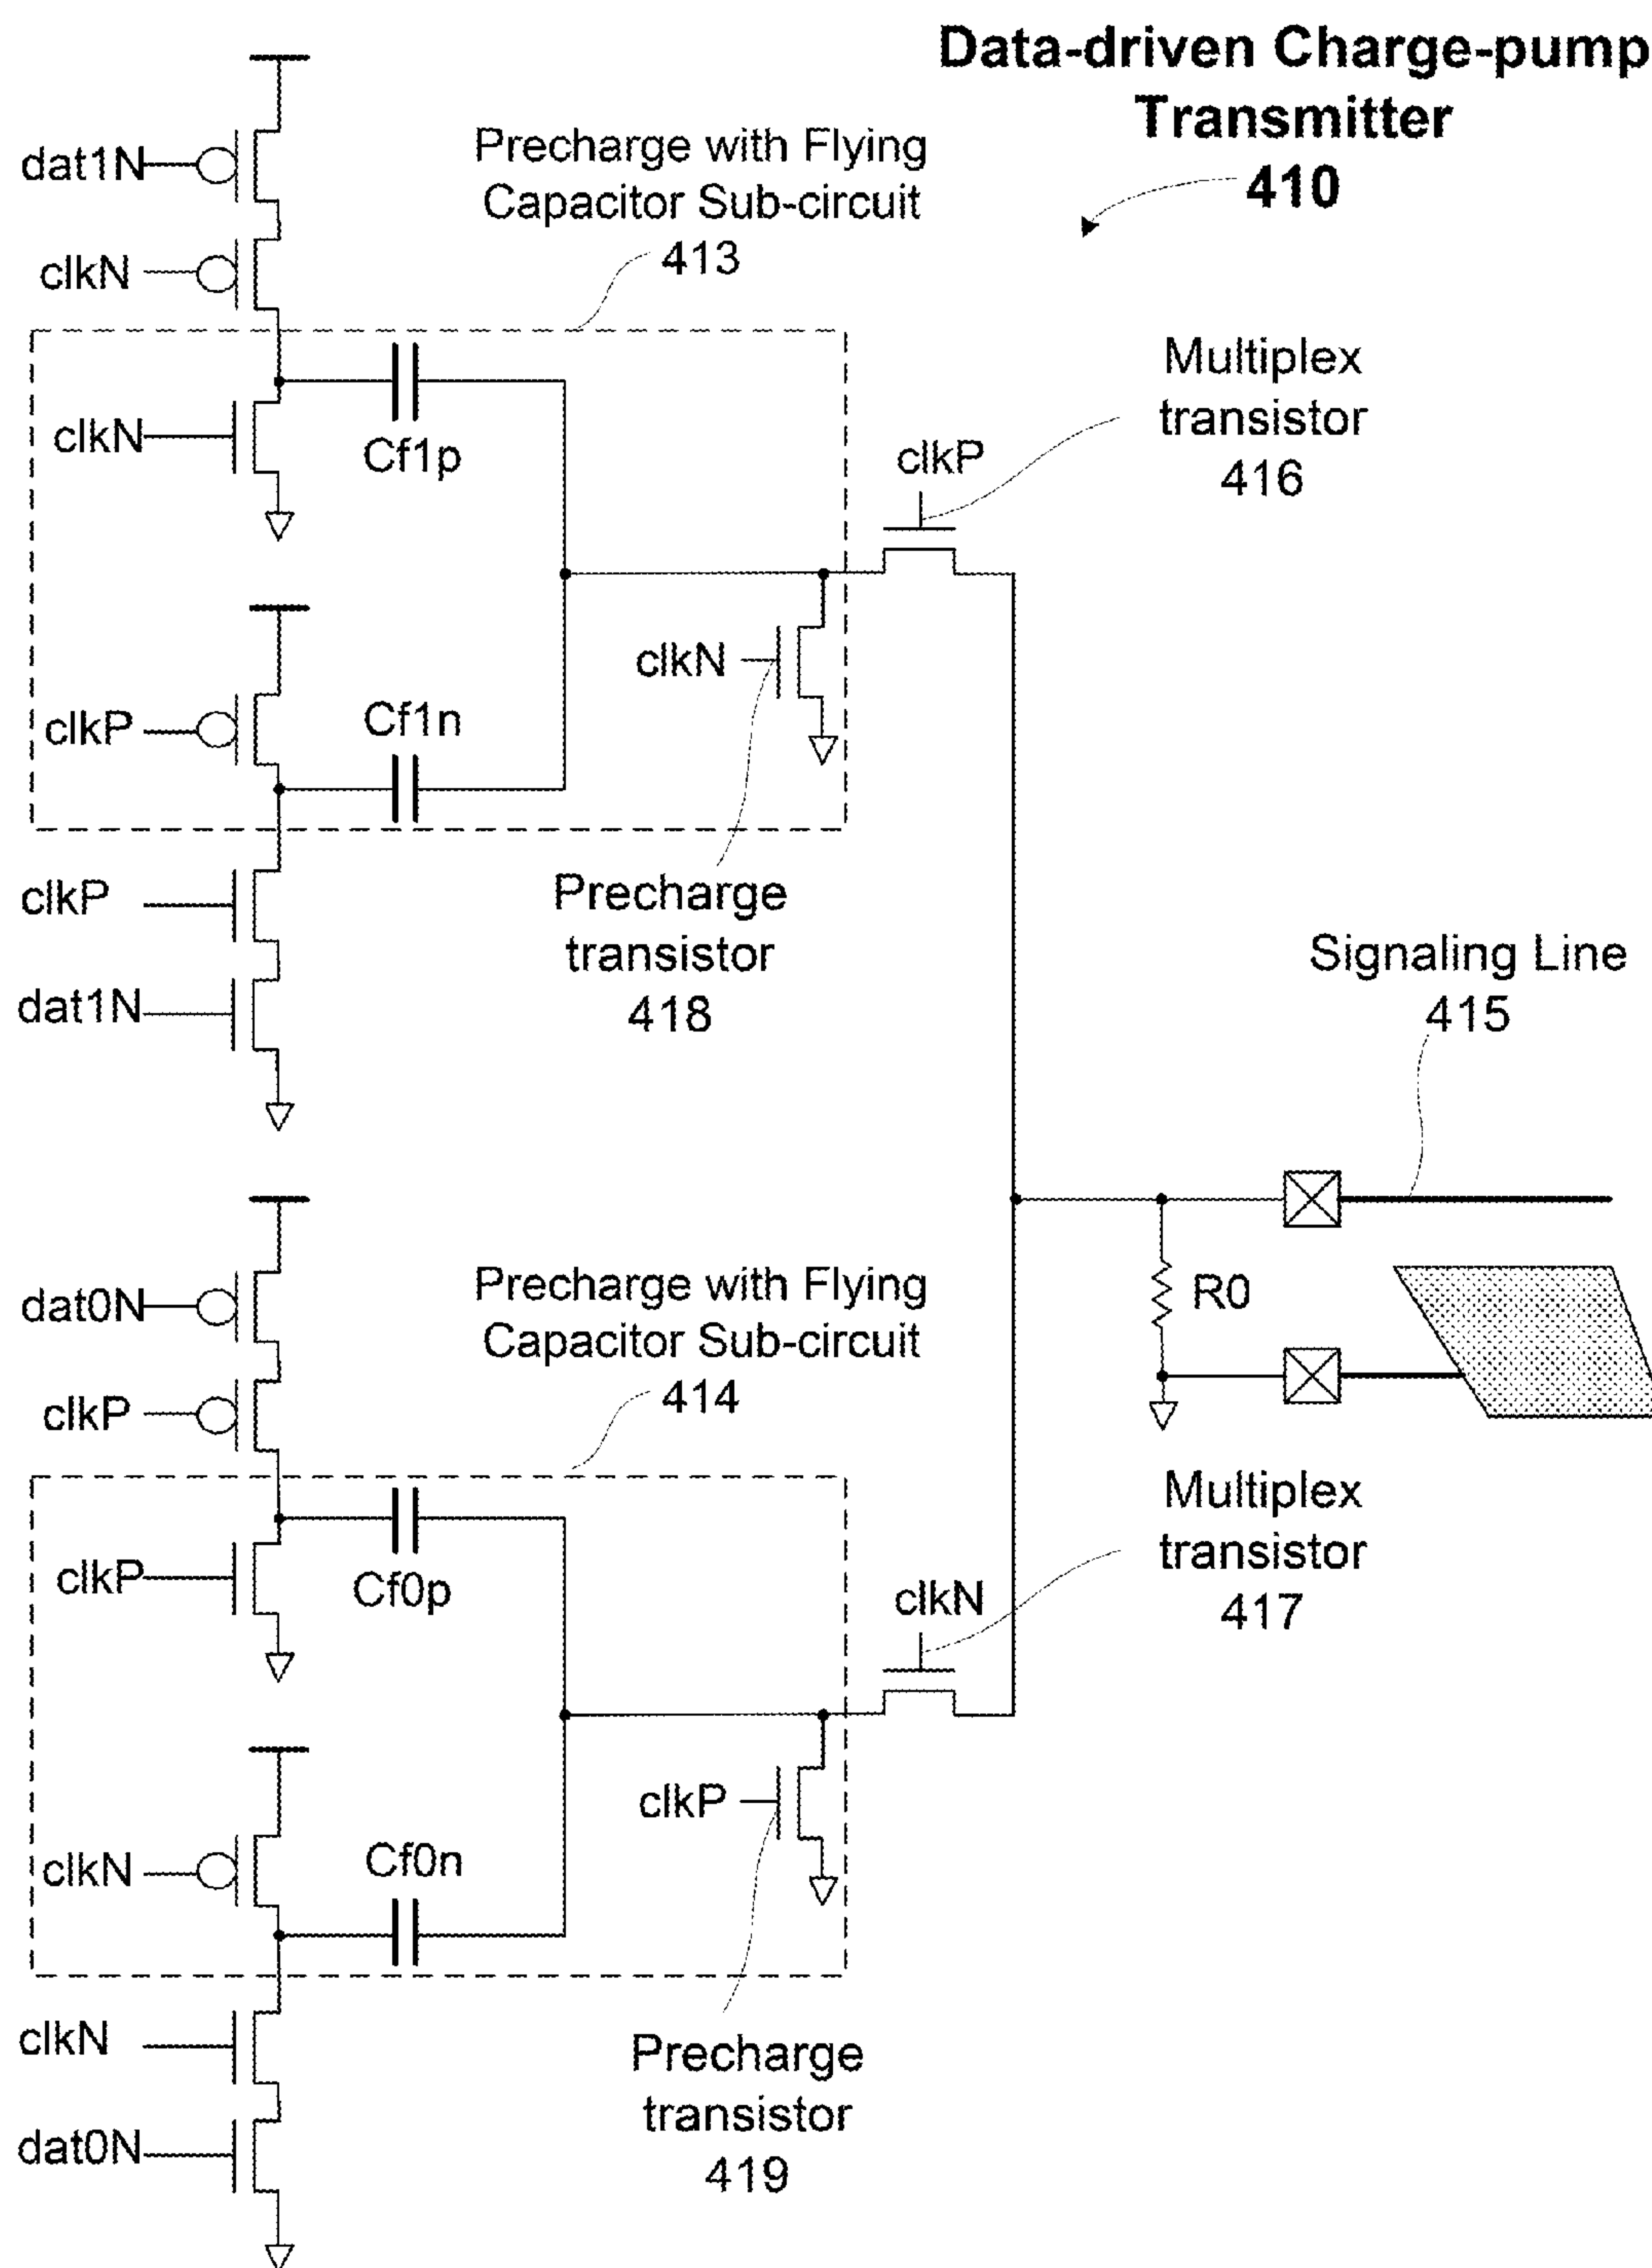 Data-driven Charge-pump
Transmitter
410
dat1N
Precharge with Flying
Capacitor Sub-circuit
413
clkN
clkN
Cf1p
Multiplex
transistor
416
clkP
clkP
Cf1n
clkN
clkP
Precharge
transistor
418
dat1N
Signaling Line
415
dat0N
Precharge with Flying
Capacitor Sub-circuit
414
R0
clkP
clkP
Cf0p
Multiplex
transistor
417
clkN
clkP
clkN
Cf0n
clkN
Precharge
transistor
419
dat0N